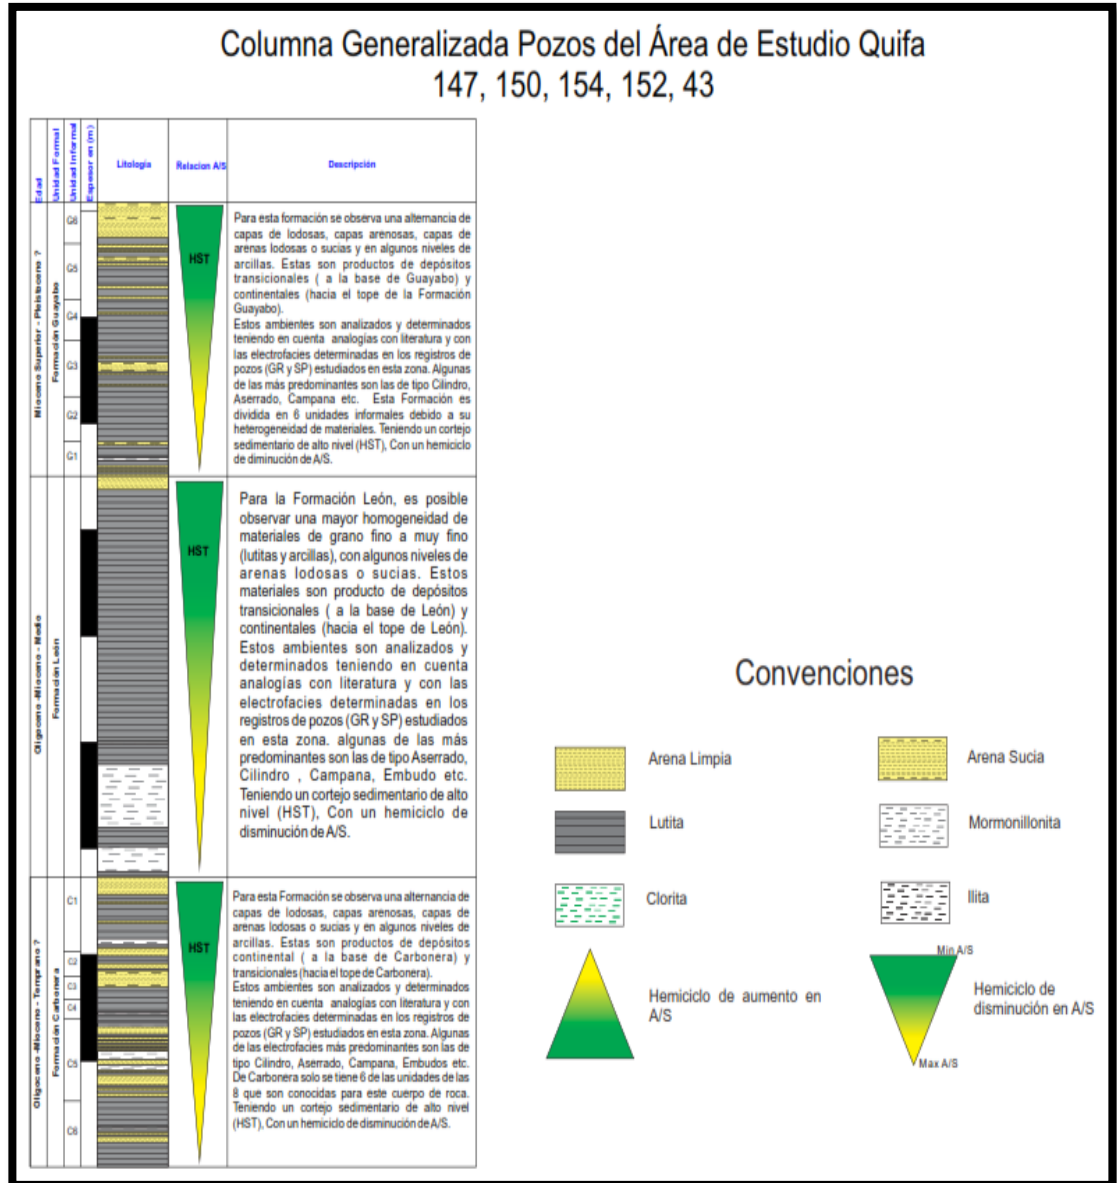 Columna Generalizada Pozos del Área de Estudio Quifa
147, 150, 154, 152, 43
Edad
Unidad Formal
Unidad Informal
Espesor en (m)
Litología
Relacion A/S
Descripción
Mioceno Superior - Pleistoceno ?
Formación Guayabo
G6
G5
G4
G3
G2
G1
HST
Para esta formación se observa una alternancia de
capas de lodosas, capas arenosas, capas de
arenas lodosas o sucias y en algunos niveles de
arcillas. Estas son productos de depósitos
transicionales ( a la base de Guayabo) y
continentales (hacia el tope de la Formación
Guayabo).
Estos ambientes son analizados y determinados
teniendo en cuenta analogías con literatura y con
las electrofacies determinadas en los registros de
pozos (GR y SP) estudiados en esta zona. Algunas
de las más predominantes son las de tipo Cilindro,
Aserrado, Campana etc. Esta Formación es
dividida en 6 unidades informales debido a su
heterogeneidad de materiales. Teniendo un cortejo
sedimentario de alto nivel (HST), Con un hemiciclo
de diminución de A/S.
Oligoceno -Mioceno - Medio
Formación León
HST
Para la Formación León, es posible
observar una mayor homogeneidad de
materiales de grano fino a muy fino
(lutitas y arcillas), con algunos niveles de
arenas lodosas o sucias. Estos
materiales son producto de depósitos
transicionales ( a la base de León) y
continentales (hacia el tope de León).
Estos ambientes son analizados y
determinados teniendo en cuenta
analogías con literatura y con las
electrofacies determinadas en los
registros de pozos (GR y SP) estudiados
en esta zona. algunas de las más
predominantes son las de tipo Aserrado,
Cilindro , Campana, Embudo etc.
Teniendo un cortejo sedimentario de alto
nivel (HST), Con un hemiciclo de
disminución de A/S.
Oligoceno -Mioceno - Temprano ?
Formación Carbonera
C1
C2
C3
C4
C5
C6
HST
Para esta Formación se observa una alternancia de
capas de lodosas, capas arenosas, capas de
arenas lodosas o sucias y en algunos niveles de
arcillas. Estas son productos de depósitos
continental ( a la base de Carbonera) y
transicionales (hacia el tope de Carbonera).
Estos ambientes son analizados y determinados
teniendo en cuenta analogías con literatura y con
las electrofacies determinadas en los registros de
pozos (GR y SP) estudiados en esta zona. Algunas
de las electrofacies más predominantes son las de
tipo Cilindro, Aserrado, Campana, Embudos etc.
De Carbonera solo se tiene 6 de las unidades de las
8 que son conocidas para este cuerpo de roca.
Teniendo un cortejo sedimentario de alto nivel
(HST), Con un hemiciclo de disminución de A/S.
Convenciones
Arena Limpia
Arena Sucia
Lutita
Mormonillonita
Clorita
Ilita
Hemiciclo de aumento en
A/S
Min A/S
Hemiciclo de
disminución en A/S
Max A/S